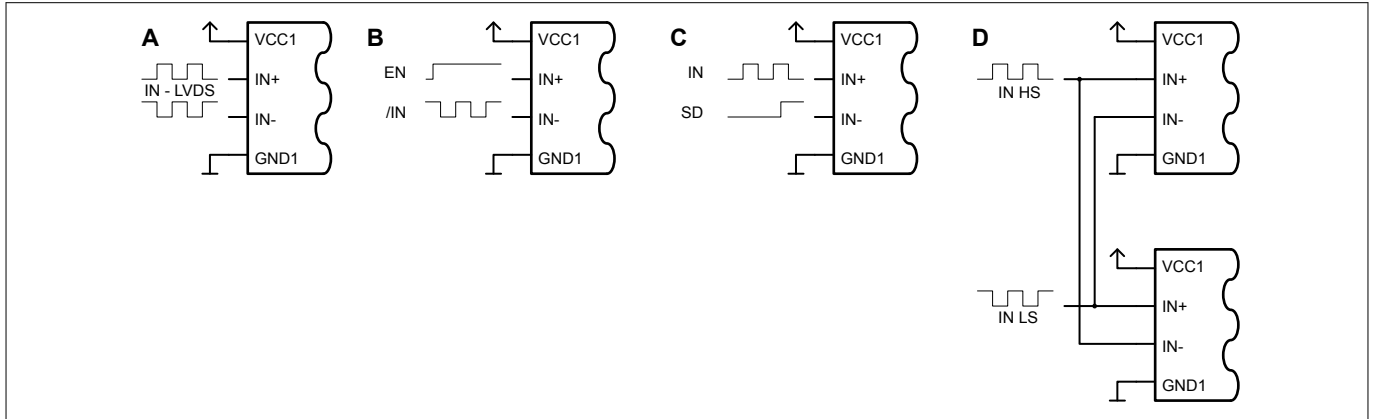 A
VCC1
IN - LVDS
IN+
IN-
GND1
B
VCC1
EN
IN+
/IN
IN-
GND1
C
VCC1
IN
IN+
SD
IN-
GND1
D
VCC1
IN HS
IN+
IN-
GND1
VCC1
IN LS
IN+
IN-
GND1